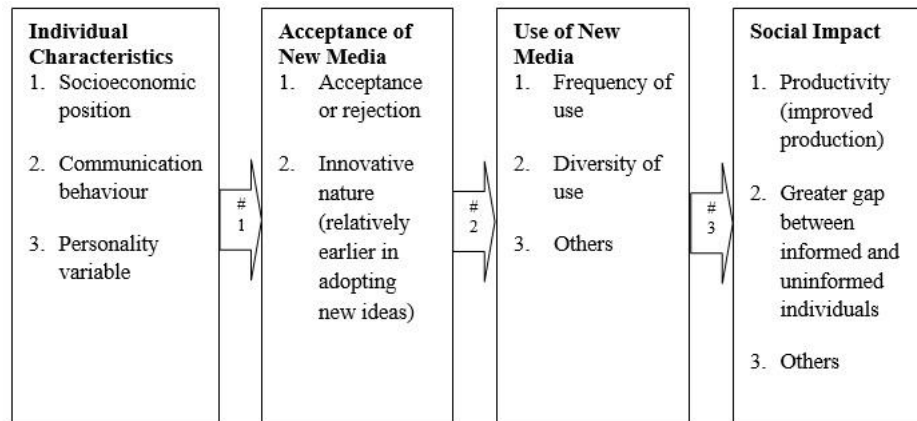 Individual
Characteristics
1. Socioeconomic
position
2. Communication
behaviour
3. Personality
variable
#
1
Acceptance of
New Media
1. Acceptance
or rejection
2. Innovative
nature
(relatively
earlier in
adopting
new ideas)
#
2
Use of New
Media
1. Frequency of
use
2. Diversity of
use
3. Others
#
3
Social Impact
1. Productivity
(improved
production)
2. Greater gap
between
informed and
uninformed
individuals
3. Others